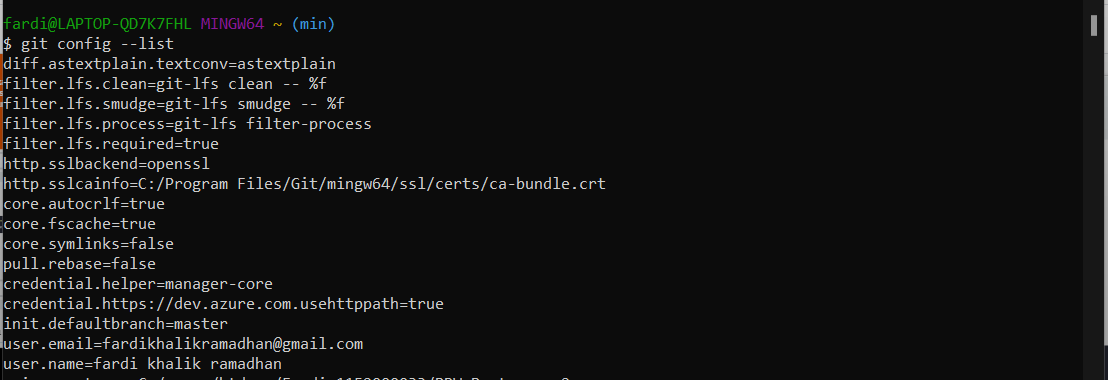 fardi@LAPTOP-QD7K7FHL MINGW64 ~ (min)
$ git config --list
diff.astextplain.textconv=astextplain
filter.lfs.clean=git-lfs clean -- %f
filter.lfs.smudge=git-lfs smudge -- %f
filter.lfs.process=git-lfs filter-process
filter.lfs.required=true
http.sslbackend=openssl
http.sslcainfo=C:/Program Files/Git/mingw64/ssl/certs/ca-bundle.crt
core.autocrlf=true
core.fscache=true
core.symlinks=false
pull.rebase=false
credential.helper=manager-core
credential.https://dev.azure.com.usehttppath=true
init.defaultbranch=master
user.email=fardikhalikramadhan@gmail.com
user.name=fardi khalik ramadhan